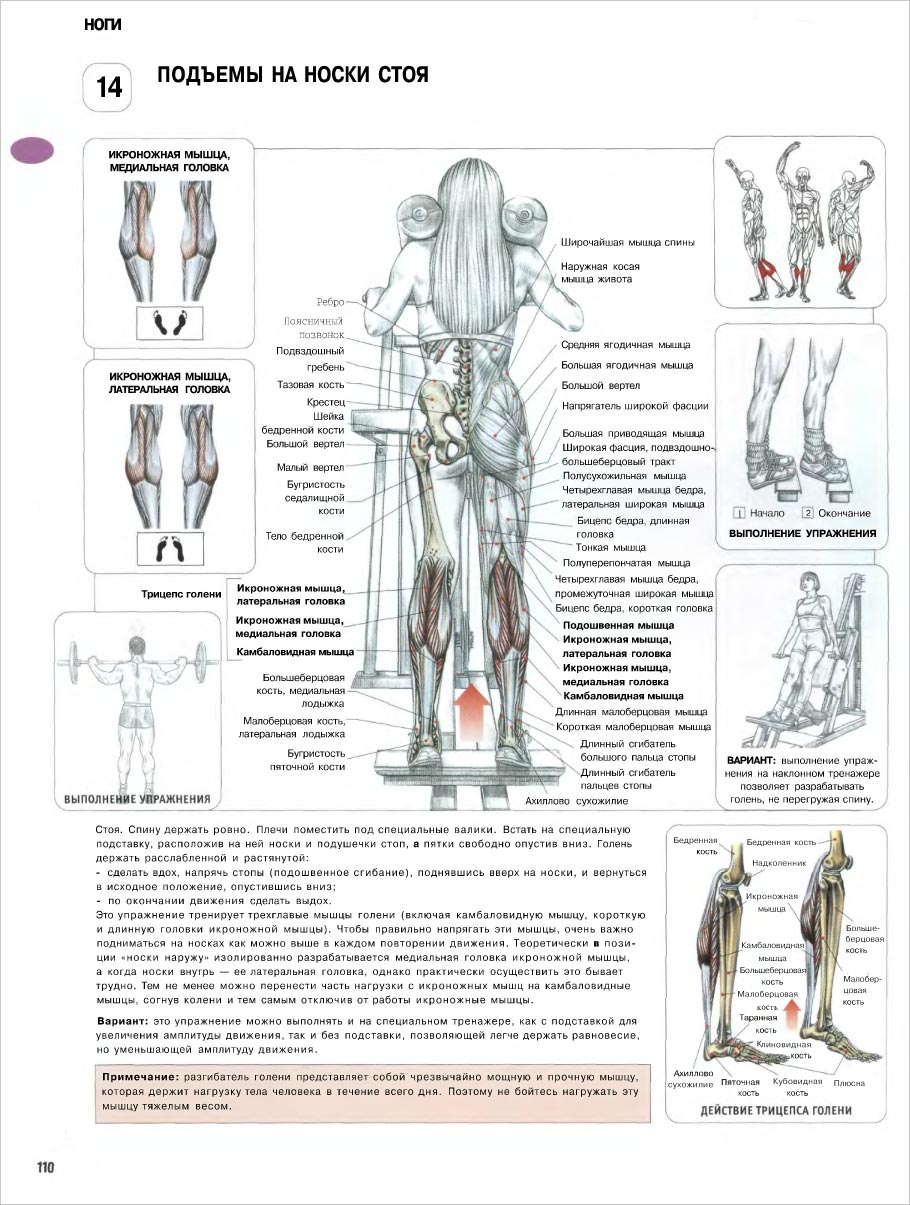 НОГИ
14
ПОДЪЕМЫ НА НОСКИ СТОЯ
ИКРОНОЖНАЯ МЫШЦА,
МЕДИАЛЬНАЯ ГОЛОВКА
ИКРОНОЖНАЯ МЫШЦА,
ЛАТЕРАЛЬНАЯ ГОЛОВКА
Ребро
Поясничный
позвонок
Подвздошный
гребень
Тазовая кость
Крестец
Шейка
бедренной кости
Большой вертел
Малый вертел
Бугристость
седалищной
кости
Тело бедренной
кости
Трицепс голени
Икроножная мышца,
латеральная головка
Икроножная мышца,
медиальная головка
Камбаловидная мышца
Большеберцовая
кость, медиальная
лодыжка
Малоберцовая кость,
латеральная лодыжка
Бугристость
пяточной кости
ВЫПОЛНЕНИЕ УПРАЖНЕНИЯ
Широчайшая мышца спины
Наружная косая
мышца живота
Средняя ягодичная мышца
Большая ягодичная мышца
Большой вертел
Напрягатель широкой фасции
Большая приводящая мышца
Широкая фасция, подвздошно-
большеберцовый тракт
Полусухожильная мышца
Четырехглавая мышца бедра,
латеральная широкая мышца
Бицепс бедра, длинная
головка
Тонкая мышца
Полуперепончатая мышца
Четырехглавая мышца бедра,
промежуточная широкая мышца
Бицепс бедра, короткая головка
Подошвенная мышца
Икроножная мышца,
латеральная головка
Икроножная мышца,
медиальная головка
Камбаловидная мышца
Длинная малоберцовая мышца
Короткая малоберцовая мышца
Длинный сгибатель
большого пальца стопы
Длинный сгибатель
пальцев стопы
Ахиллово сухожилие
1 Начало 2 Окончание
ВЫПОЛНЕНИЕ УПРАЖНЕНИЯ
ВАРИАНТ: выполнение упраж-
нения на наклонном тренажере
позволяет разрабатывать
голень, не перегружая спину.
Стоя. Спину держать ровно. Плечи поместить под специальные валики. Встать на специальную
подставку, расположив на ней носки и подушечки стоп, а пятки свободно опустив вниз. Голень
держать расслабленной и растянутой:
- сделать вдох, напрячь стопы (подошвенное сгибание), поднявшись вверх на носки, и вернуться
в исходное положение, опустившись вниз;
- по окончании движения сделать выдох.
Это упражнение тренирует трехглавые мышцы голени (включая камбаловидную мышцу, короткую
и длинную головки икроножной мышцы). Чтобы правильно напрягать эти мышцы, очень важно
подниматься на носках как можно выше в каждом повторении движения. Теоретически в пози-
ции «носки наружу» изолированно разрабатывается медиальная головка икроножной мышцы,
а когда носки внутрь — ее латеральная головка, однако практически осуществить это бывает
трудно. Тем не менее можно перенести часть нагрузки с икроножных мышц на камбаловидные
мышцы, согнув колени и тем самым отключив от работы икроножные мышцы.
Вариант: это упражнение можно выполнять и на специальном тренажере, как с подставкой для
увеличения амплитуды движения, так и без подставки, позволяющей легче держать равновесие,
но уменьшающей амплитуду движения.
Примечание: разгибатель голени представляет собой чрезвычайно мощную и прочную мышцу,
которая держит нагрузку тела человека в течение всего дня. Поэтому не бойтесь нагружать эту
мышцу тяжелым весом.
Бедренная
кость
Бедренная кость
Надколенник
Икроножная
мышца
Больше-
берцовая
кость
Камбаловидная
мышца
Большеберцовая
кость
Малобер-
цовая
кость
Малоберцовая
кость
Таранная
кость
Клиновидная
кость
Ахиллово
сухожилие
Пяточная
кость
Кубовидная
кость
Плюсна
ДЕЙСТВИЕ ТРИЦЕПСА ГОЛЕНИ
110